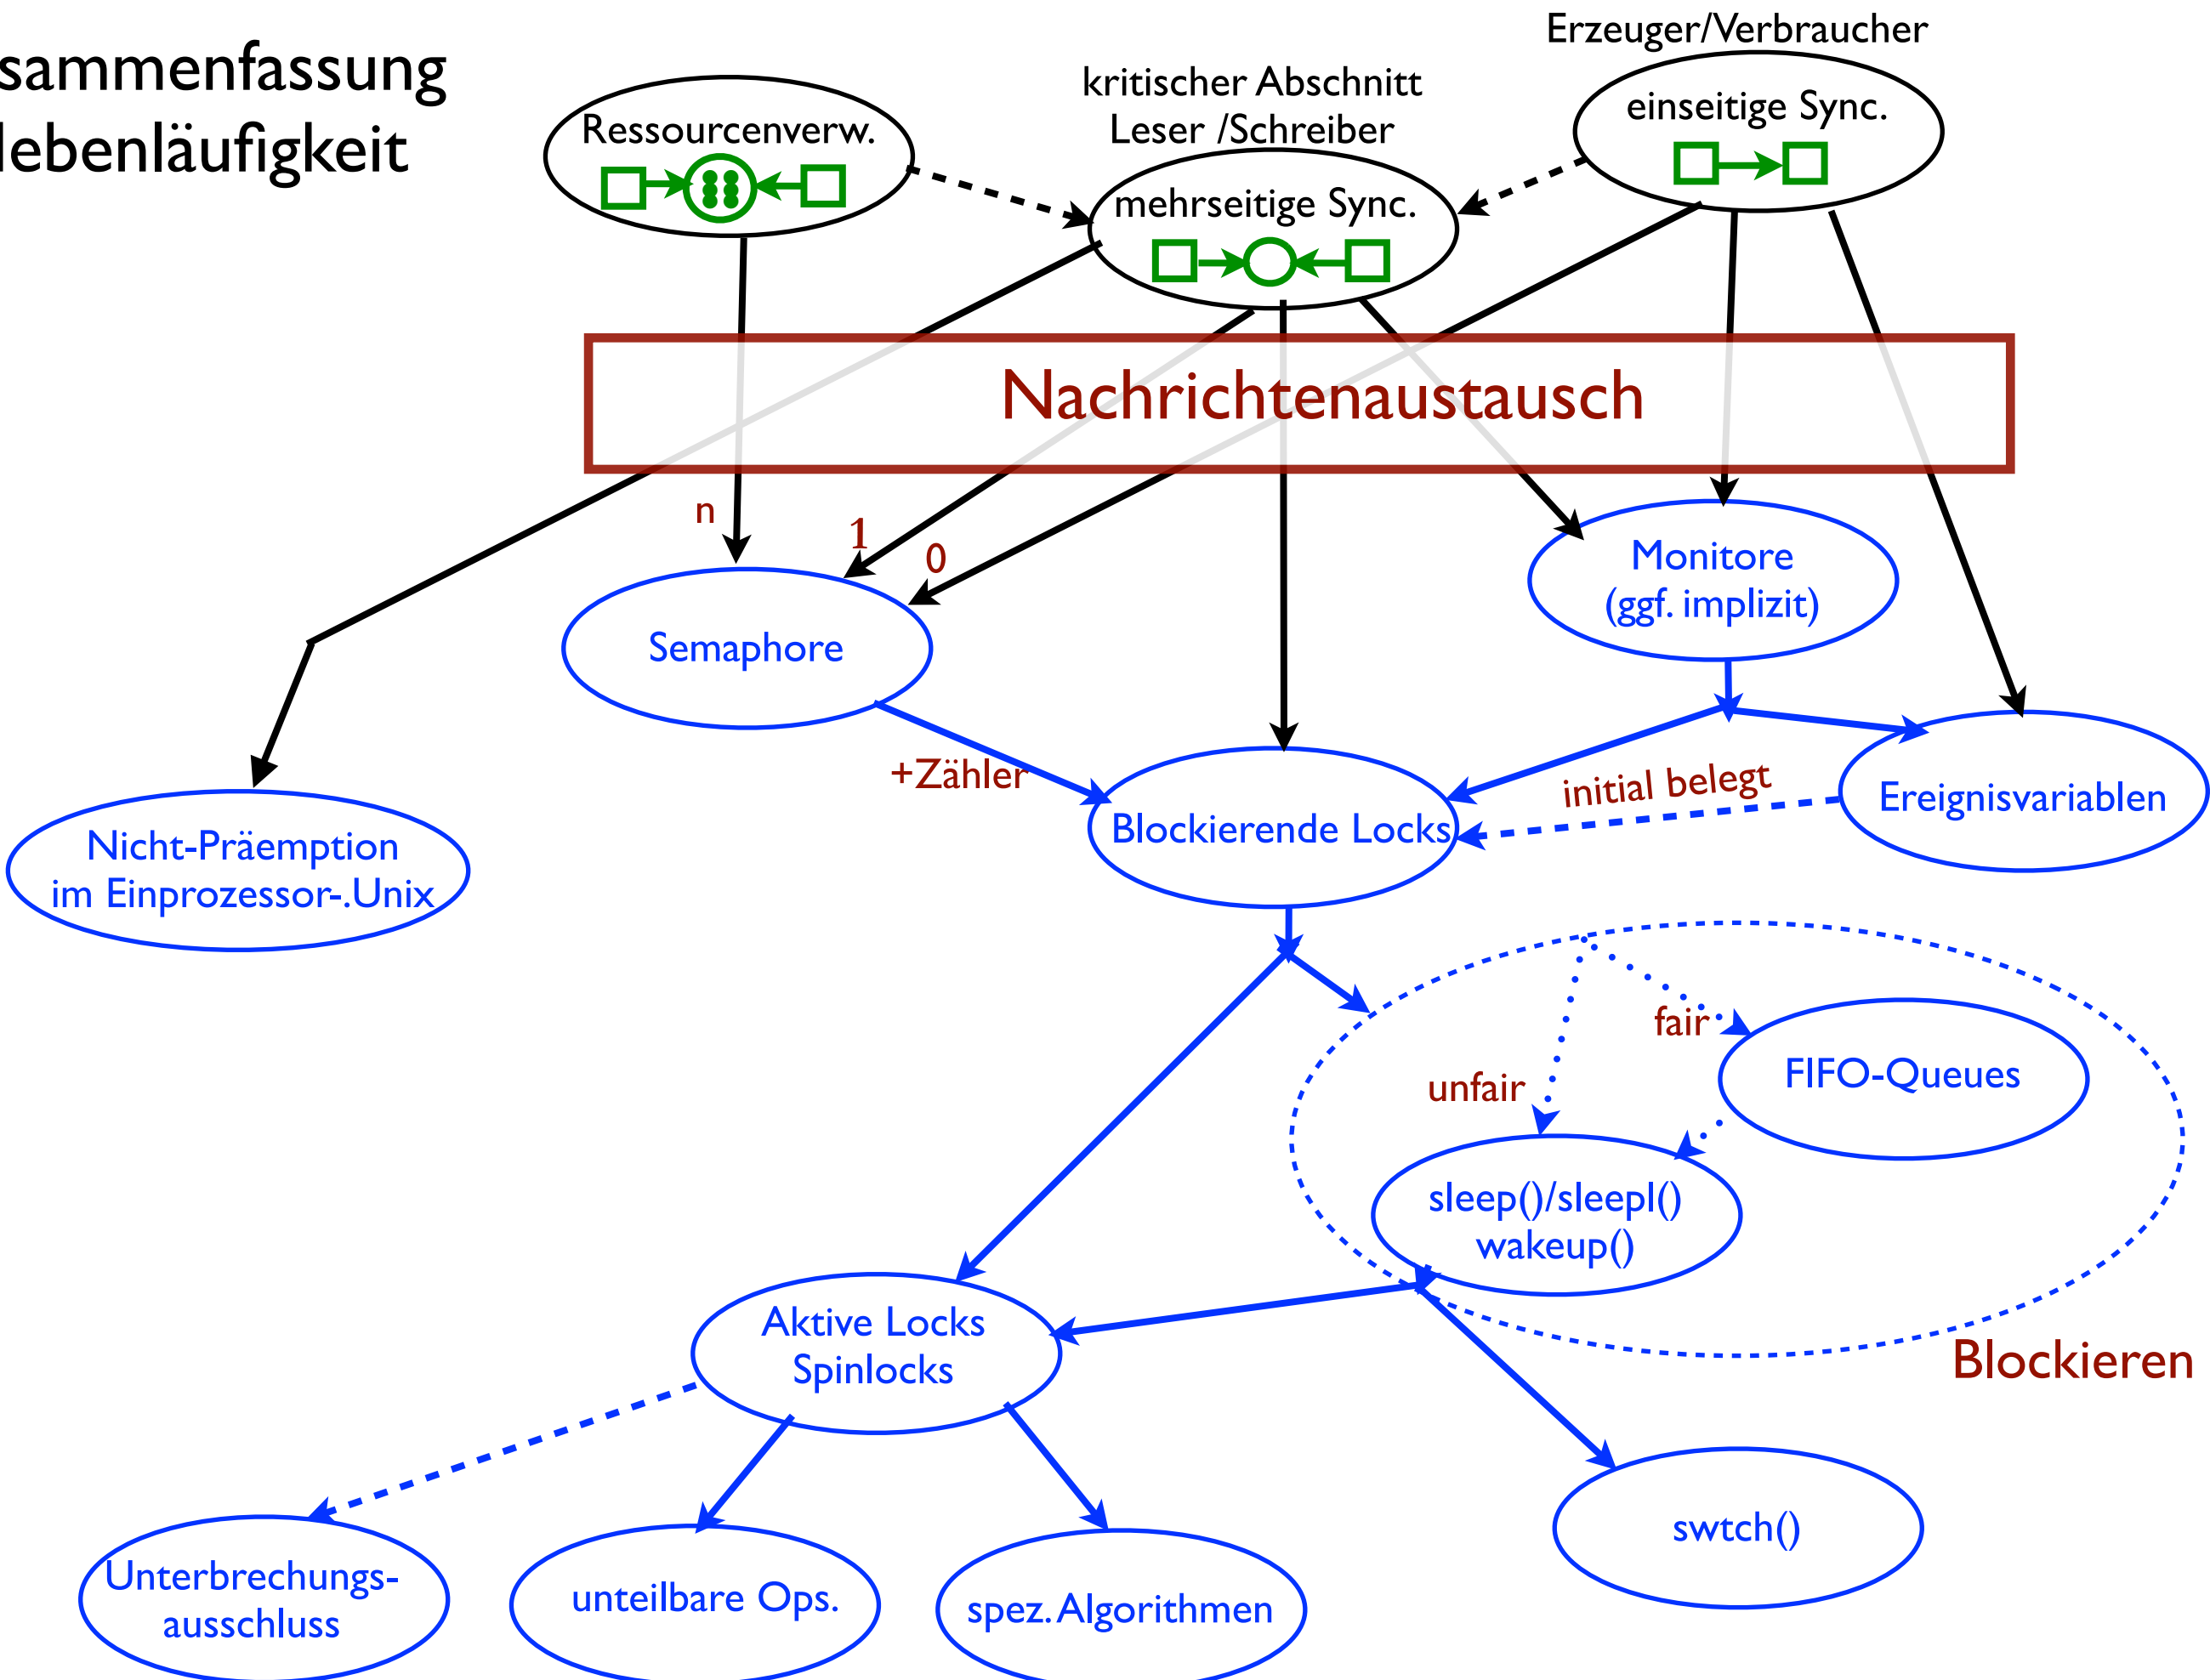 sammenfassung
lebenläufigkeit
Erzeuger/Verbraucher
kritischer Abschnitt
Leser /Schreiber
Ressourcenverw.
einseitige Sync.
mehrseitige Sync.
Nachrichtenaustausch
n
1
0
Monitore
(ggf. implizit)
Semaphore
+Zähler
initial belegt
Ereignisvariablen
Blockierende Locks
Nicht-Präemption
im Einprozessor-.Unix
fair
FIFO-Queues
unfair
sleep()/sleepl()
wakeup()
Aktive Locks
Spinlocks
Blockieren
swtch()
Unterbrechungs-
ausschluss
unteilbare Ops.
spez. Algorithmen